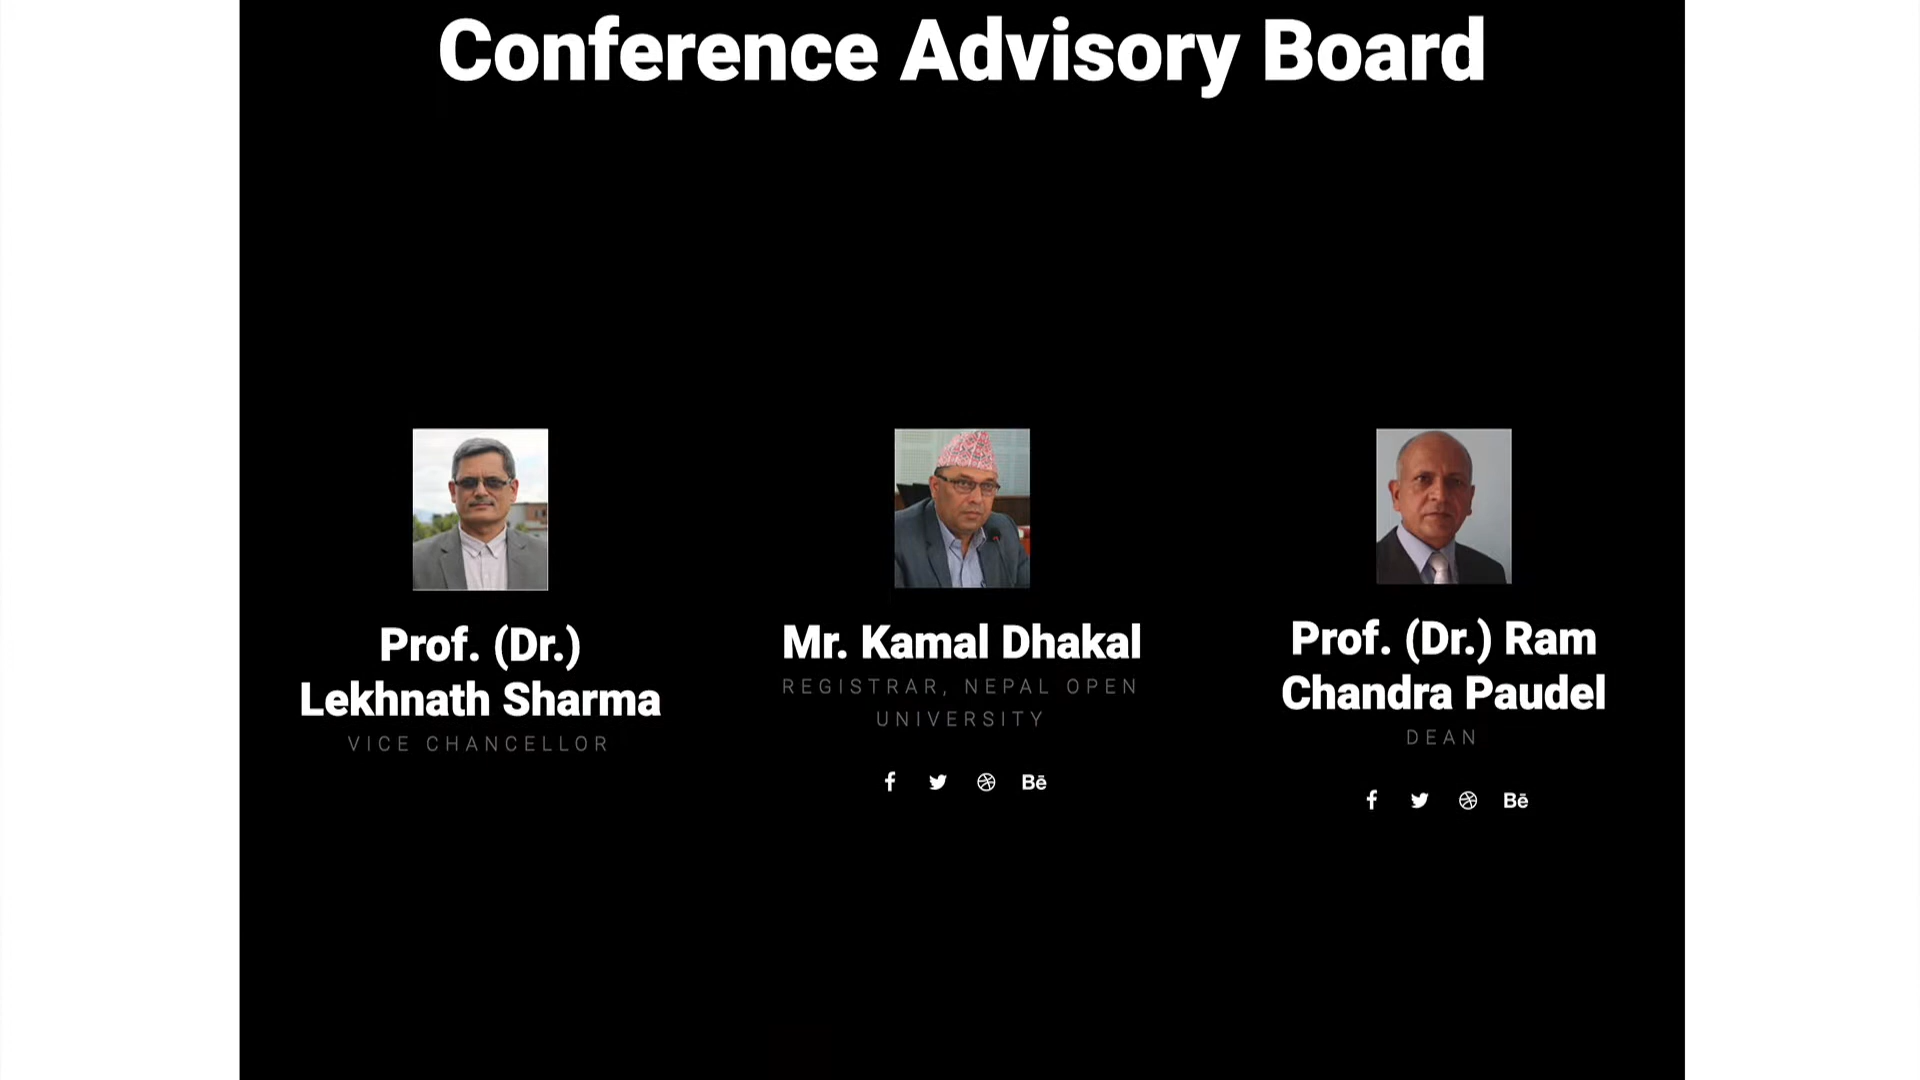 Conference Advisory Board
Prof. (Dr.)
Lekhnath Sharma
VICE CHANCELLOR
Mr. Kamal Dhakal
REGISTRAR, NEPAL OPEN
UNIVERSITY
Bē
Prof. (Dr.) Ram
Chandra Paudel
DEAN
Bē